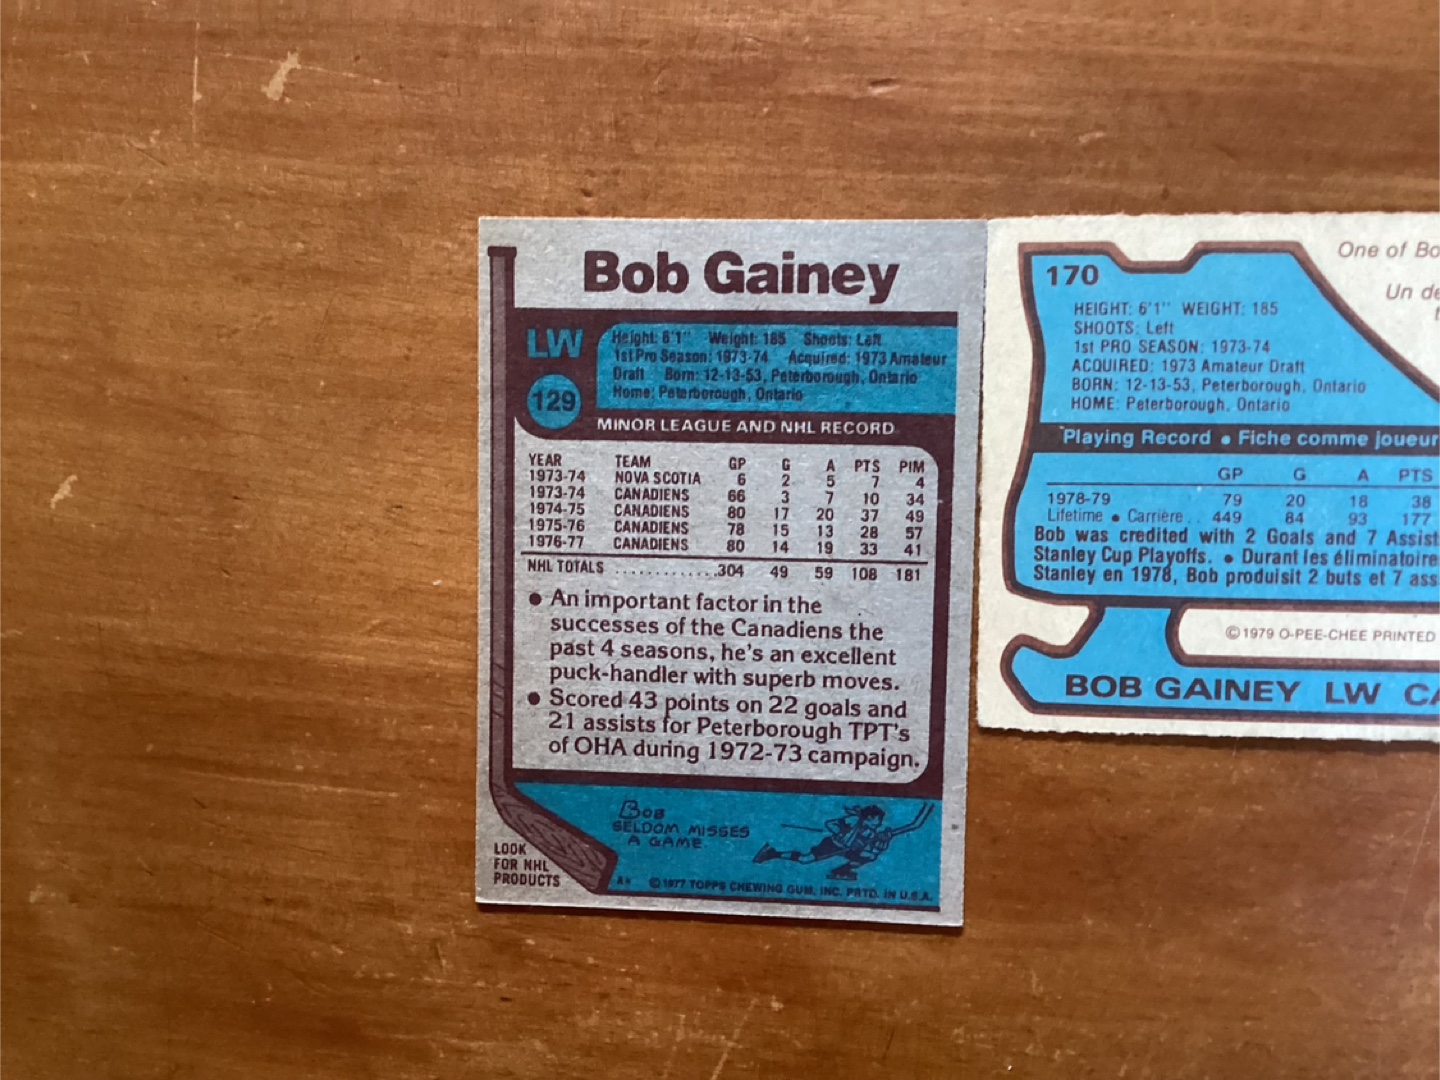 Bob Gainey
LW
129
Height: 6'1" Weight: 185 Shoots: Left
1st Pro Season: 1973-74 Acquired: 1973 Amateur
Draft Born: 12-13-53, Peterborough, Ontario
Home: Peterborough, Ontario
MINOR LEAGUE AND NHL RECORD
YEAR TEAM GP G A PTS PIM
1973-74 NOVA SCOTIA 6 2 5 7 4
1973-74 CANADIENS 66 3 7 10 34
1974-75 CANADIENS 80 17 20 37 49
1975-76 CANADIENS 78 15 13 28 57
1976-77 CANADIENS 80 14 19 33 41
NHL TOTALS .............304 49 59 108 181
• An important factor in the
successes of the Canadiens the
past 4 seasons, he's an excellent
puck-handler with superb moves.
• Scored 43 points on 22 goals and
21 assists for Peterborough TPT's
of OHA during 1972-73 campaign.
BOB
SELDOM MISSES
A GAME.
LOOK
FOR NHL
PRODUCTS
A* ©1977 TOPPS CHEWING GUM, INC. PRTD. IN U.S.A.
One of Bo
Un de
170
HEIGHT: 6'1" WEIGHT: 185
SHOOTS: Left
1st PRO SEASON: 1973-74
ACQUIRED: 1973 Amateur Draft
BORN: 12-13-53, Peterborough, Ontario
HOME: Peterborough, Ontario
Playing Record • Fiche comme joueur
GP G A PTS
1978-79 79 20 18 38
Lifetime • Carrière .. 449 84 93 177
Bob was credited with 2 Goals and 7 Assist
Stanley Cup Playoffs. • Durant les éliminatoire
Stanley en 1978, Bob produisit 2 buts et 7 ass
©1979 O-PEE-CHEE PRINTED
BOB GAINEY LW CA